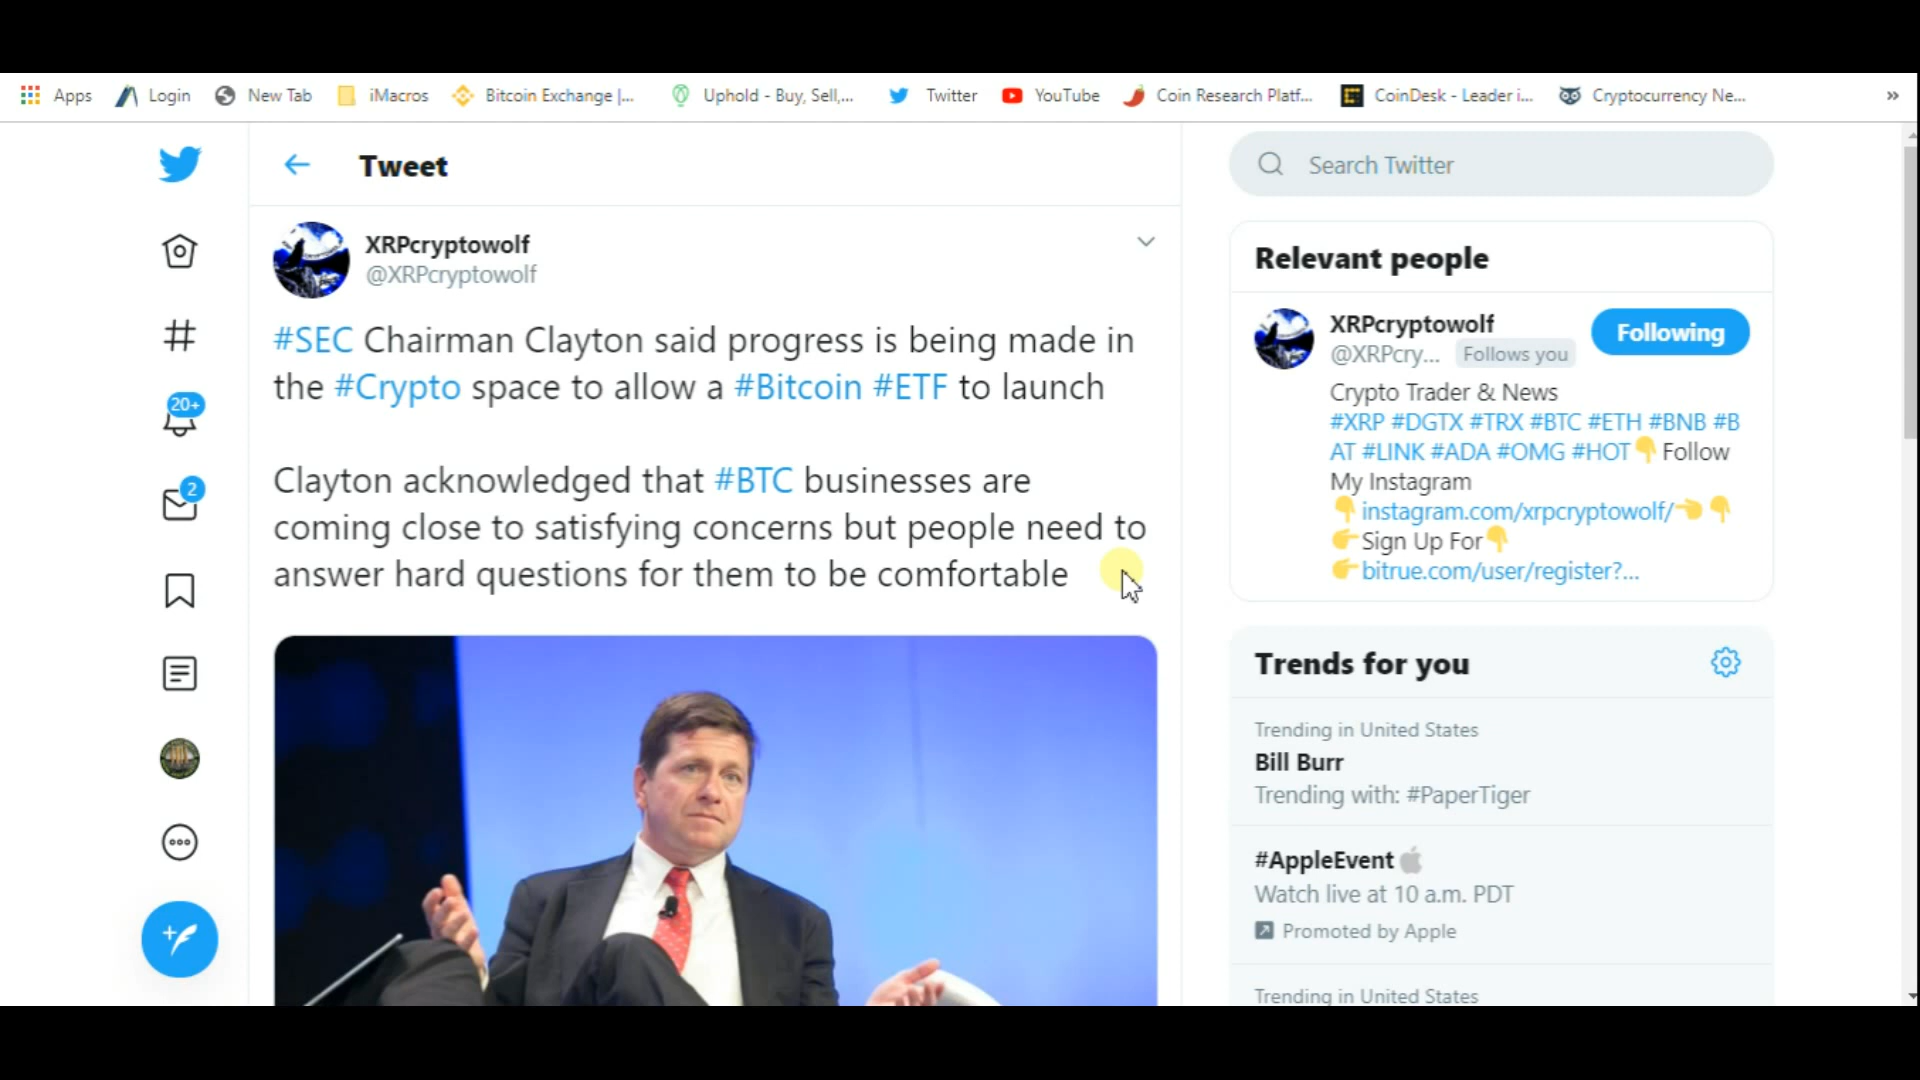 Apps Login New Tab iMacros Bitcoin Exchange |... Uphold - Buy, Sell,... Twitter YouTube Coin Research Platf... CoinDesk - Leader i... Cryptocurrency Ne... »
Tweet
XRPcryptowolf
@XRPcryptowolf
#SEC Chairman Clayton said progress is being made in
the #Crypto space to allow a #Bitcoin #ETF to launch
Clayton acknowledged that #BTC businesses are
coming close to satisfying concerns but people need to
answer hard questions for them to be comfortable
20+
2
Search Twitter
Relevant people
XRPcryptowolf
@XRPcry... Follows you
Following
Crypto Trader & News
#XRP #DGTX #TRX #BTC #ETH #BNB #B
AT #LINK #ADA #OMG #HOT👇 Follow
My Instagram
👇instagram.com/xrpcryptowolf/👈👇
👉Sign Up For👇
👉bitrue.com/user/register?...
Trends for you
Trending in United States
Bill Burr
Trending with: #PaperTiger
#AppleEvent
Watch live at 10 a.m. PDT
Promoted by Apple
Trending in United States